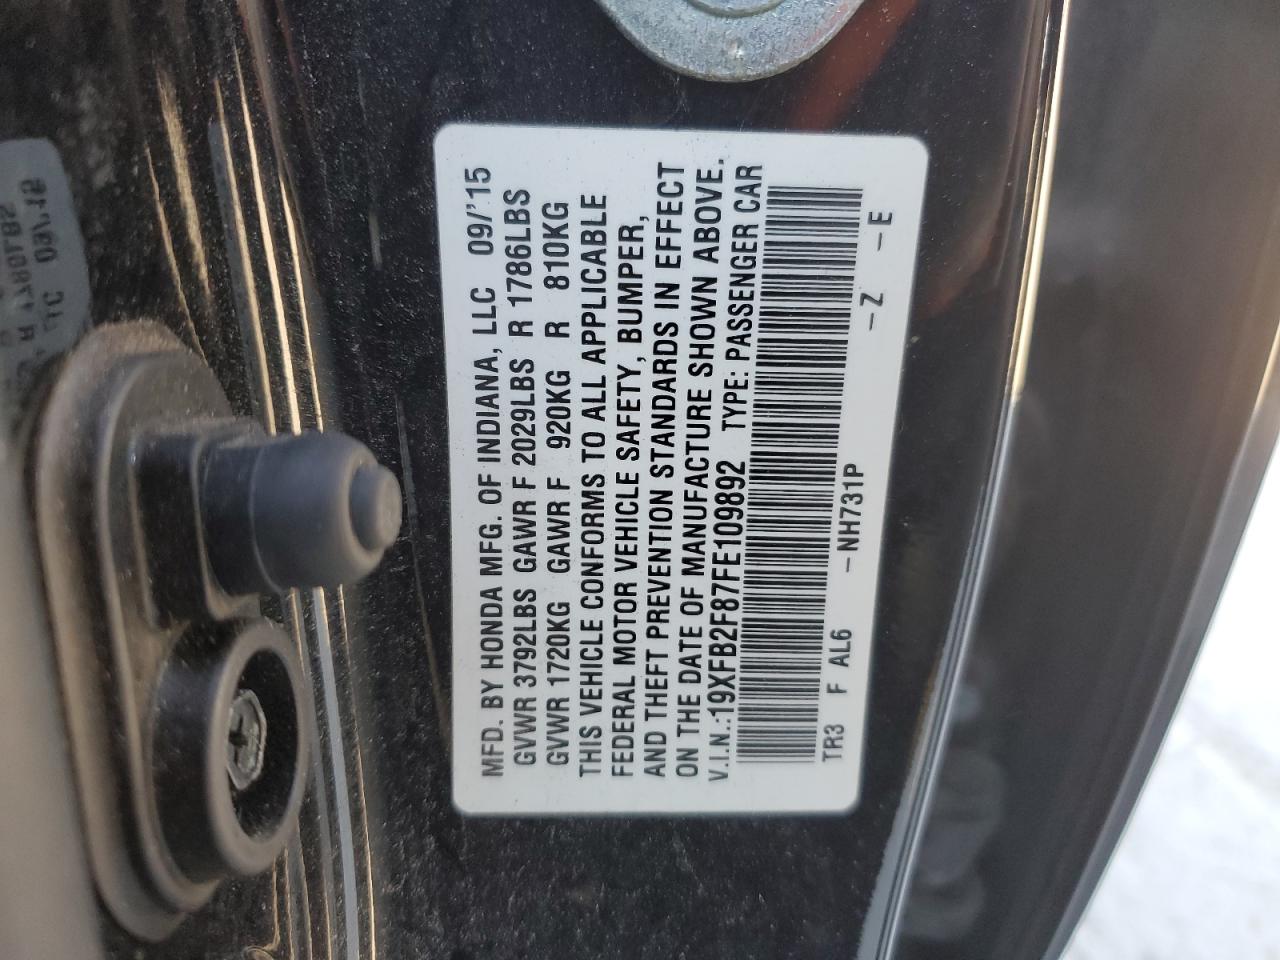 MFD. BY HONDA MFG. OF INDIANA, LLC 09/'15
GVWR 3792LBS GAWR F 2029LBS R 1786LBS
GVWR 1720KG GAWR F 920KG R 810KG
THIS VEHICLE CONFORMS TO ALL APPLICABLE
FEDERAL MOTOR VEHICLE SAFETY, BUMPER,
AND THEFT PREVENTION STANDARDS IN EFFECT
ON THE DATE OF MANUFACTURE SHOWN ABOVE.
V.I.N.:19XFB2F87FE109892 TYPE: PASSENGER CAR
TR3 F AL6 –NH731P –Z –E